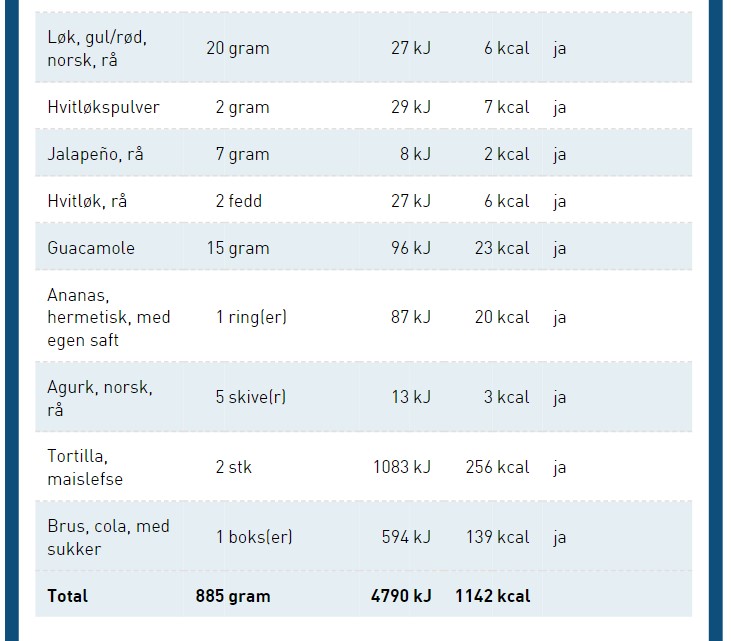 Løk, gul/rød,
norsk, rå 20 gram 27 kJ 6 kcal ja
Hvitløkspulver 2 gram 29 kJ 7 kcal ja
Jalapeño, rå 7 gram 8 kJ 2 kcal ja
Hvitløk, rå 2 fedd 27 kJ 6 kcal ja
Guacamole 15 gram 96 kJ 23 kcal ja
Ananas,
hermetisk, med 1 ring(er) 87 kJ 20 kcal ja
egen saft
Agurk, norsk,
rå 5 skive(r) 13 kJ 3 kcal ja
Tortilla,
maislefse 2 stk 1083 kJ 256 kcal ja
Brus, cola, med
sukker 1 boks(er) 594 kJ 139 kcal ja
Total 885 gram 4790 kJ 1142 kcal